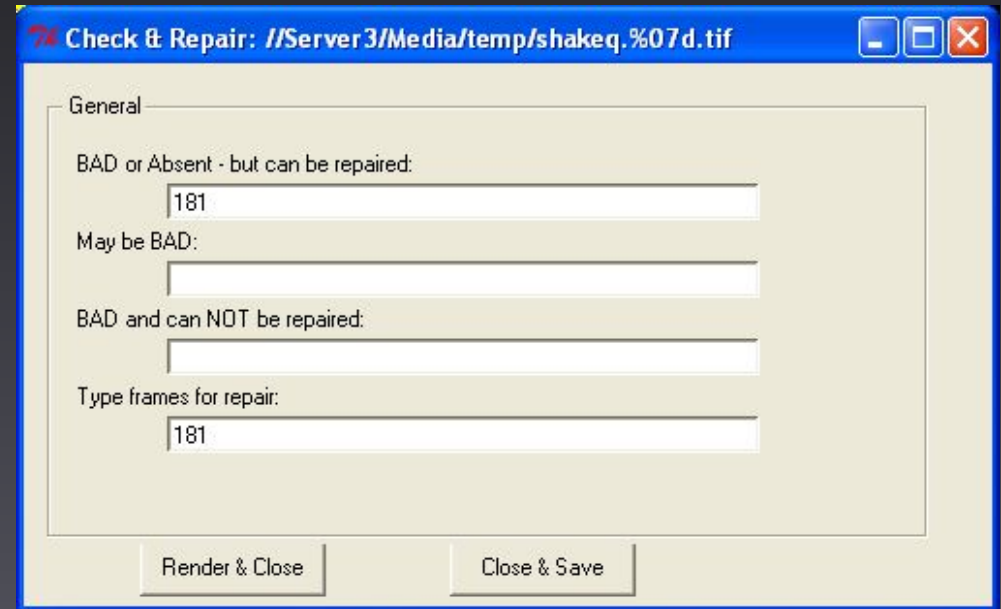 Check & Repair: //Server3/Media/temp/shakeq.%07d.tif
General
BAD or Absent - but can be repaired:
181
May be BAD:
BAD and can NOT be repaired:
Type frames for repair:
181
Render & Close Close & Save